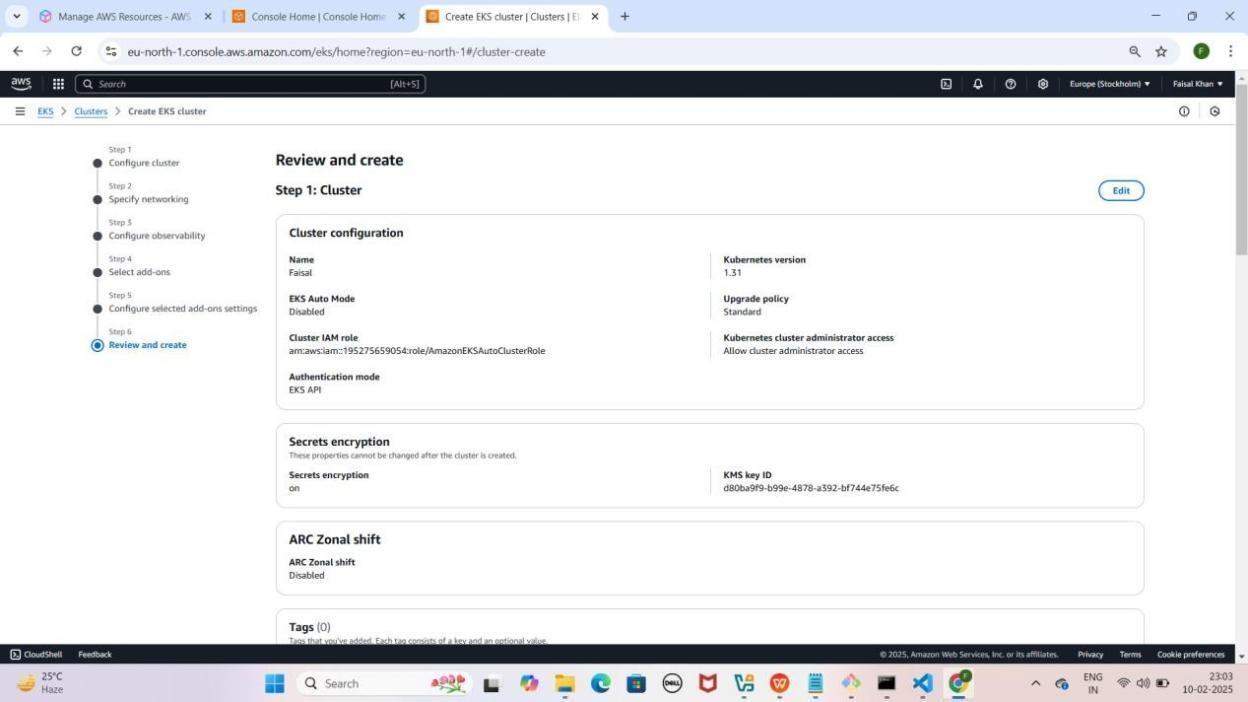 Manage AWS Resources - AWS
Console Home | Console Home
Create EKS cluster | Clusters | El
eu-north-1.console.aws.amazon.com/eks/home?region=eu-north-1#/cluster-create
F
aws
Search
[Alt+S]
Europe (Stockholm)
Faisal Khan
EKS
Clusters
Create EKS cluster
Step 1
Configure cluster
Step 2
Specify networking
Step 3
Configure observability
Step 4
Select add-ons
Step 5
Configure selected add-ons settings
Step 6
Review and create
Review and create
Step 1: Cluster
Edit
Cluster configuration
Name
Faisal
Kubernetes version
1.31
EKS Auto Mode
Disabled
Upgrade policy
Standard
Cluster IAM role
arn:aws:iam::195275659054:role/AmazonEKSAutoClusterRole
Kubernetes cluster administrator access
Allow cluster administrator access
Authentication mode
EKS API
Secrets encryption
These properties cannot be changed after the cluster is created.
Secrets encryption
on
KMS key ID
d80ba9f9-b99e-4878-a392-bf744e75fe6c
ARC Zonal shift
ARC Zonal shift
Disabled
Tags (0)
Tags that you've added. Each tag consists of a key and an optional value.
CloudShell
Feedback
© 2025, Amazon Web Services, Inc. or its affiliates.
Privacy
Terms
Cookie preferences
25°C
Haze
Search
DELL
ENG
IN
23:03
10-02-2025